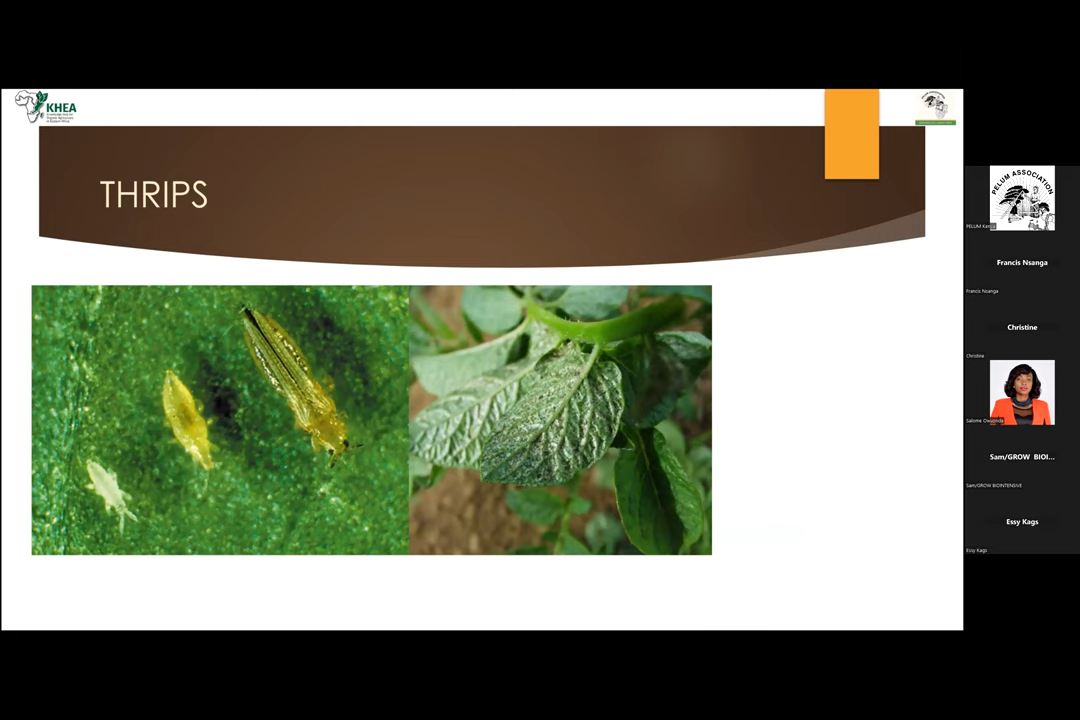 KHEA
THRIPS
PELUM ASSOCIATION
Francis Nsanga
Francis Nsanga
Christine
Christine
Sam/GROW BIOI...
Sam/GROW BIOINTENSIVE
Essy Kags
Essy Kags